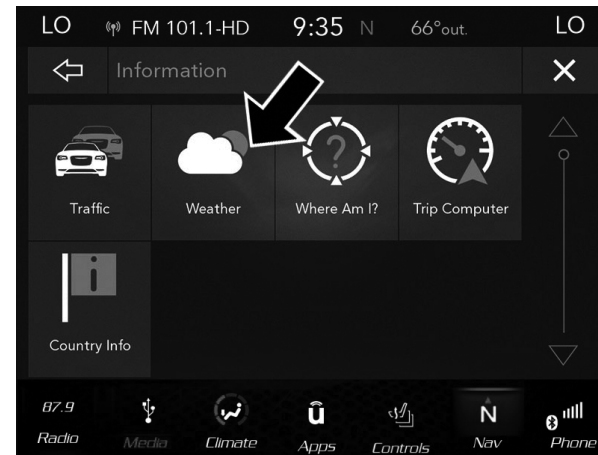 LO FM 101.1-HD 9:35 N 66°out. LO
Information
Traffic Weather Where Am I? Trip Computer
Country Info
87.9
Radio Media Climate Apps Controls Nav Phone